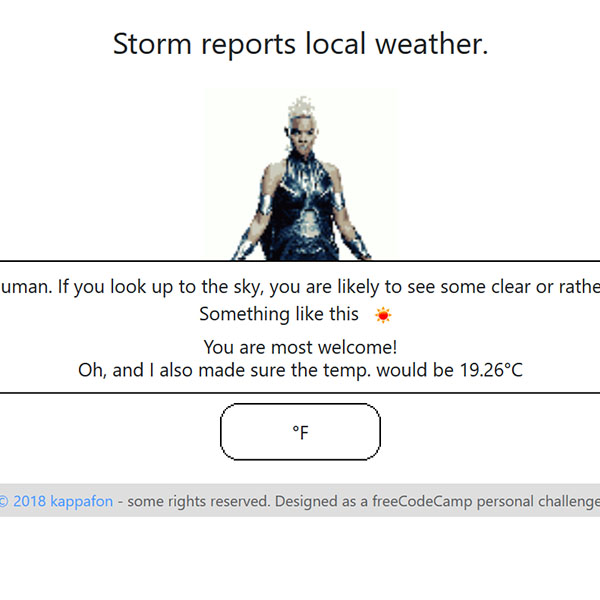 Storm reports local weather.
uman. If you look up to the sky, you are likely to see some clear or rathe
Something like this
You are most welcome!
Oh, and I also made sure the temp. would be 19.26°C
°F
© 2018 kappafon - some rights reserved. Designed as a freeCodeCamp personal challenge